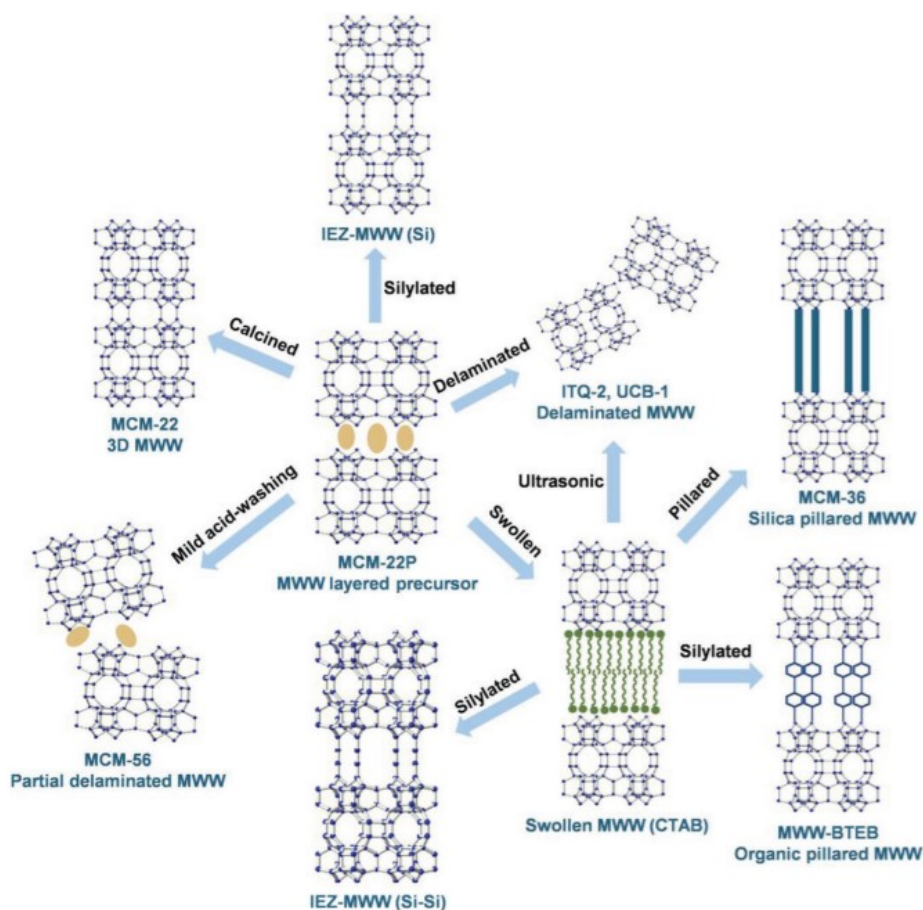 IEZ-MWW (Si)
Silylated
Calcined
MCM-22
3D MWW
Delaminated
ITQ-2, UCB-1
Delaminated MWW
Mild acid-washing
MCM-22P
MWW layered precursor
Swollen
Ultrasonic
Pillared
MCM-36
Silica pillared MWW
MCM-56
Partial delaminated MWW
Silylated
IEZ-MWW (Si-Si)
Swollen MWW (CTAB)
Silylated
MWW-BTEB
Organic pillared MWW